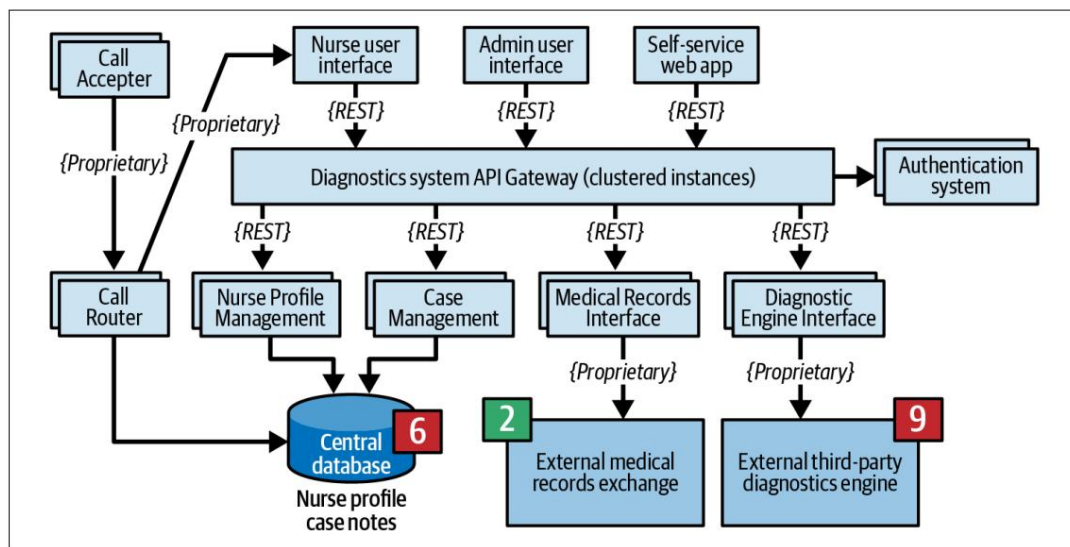 Call
Accepter
Nurse user
interface
Admin user
interface
Self-service
web app
{Proprietary}
{Proprietary}
{REST}
{REST}
{REST}
Diagnostics system API Gateway (clustered instances)
Authentication
system
{REST}
{REST}
{REST}
{REST}
Call
Router
Nurse Profile
Management
Case
Management
Medical Records
Interface
Diagnostic
Engine Interface
{Proprietary}
{Proprietary}
Central
database
6
Nurse profile
case notes
2
External medical
records exchange
9
External third-party
diagnostics engine